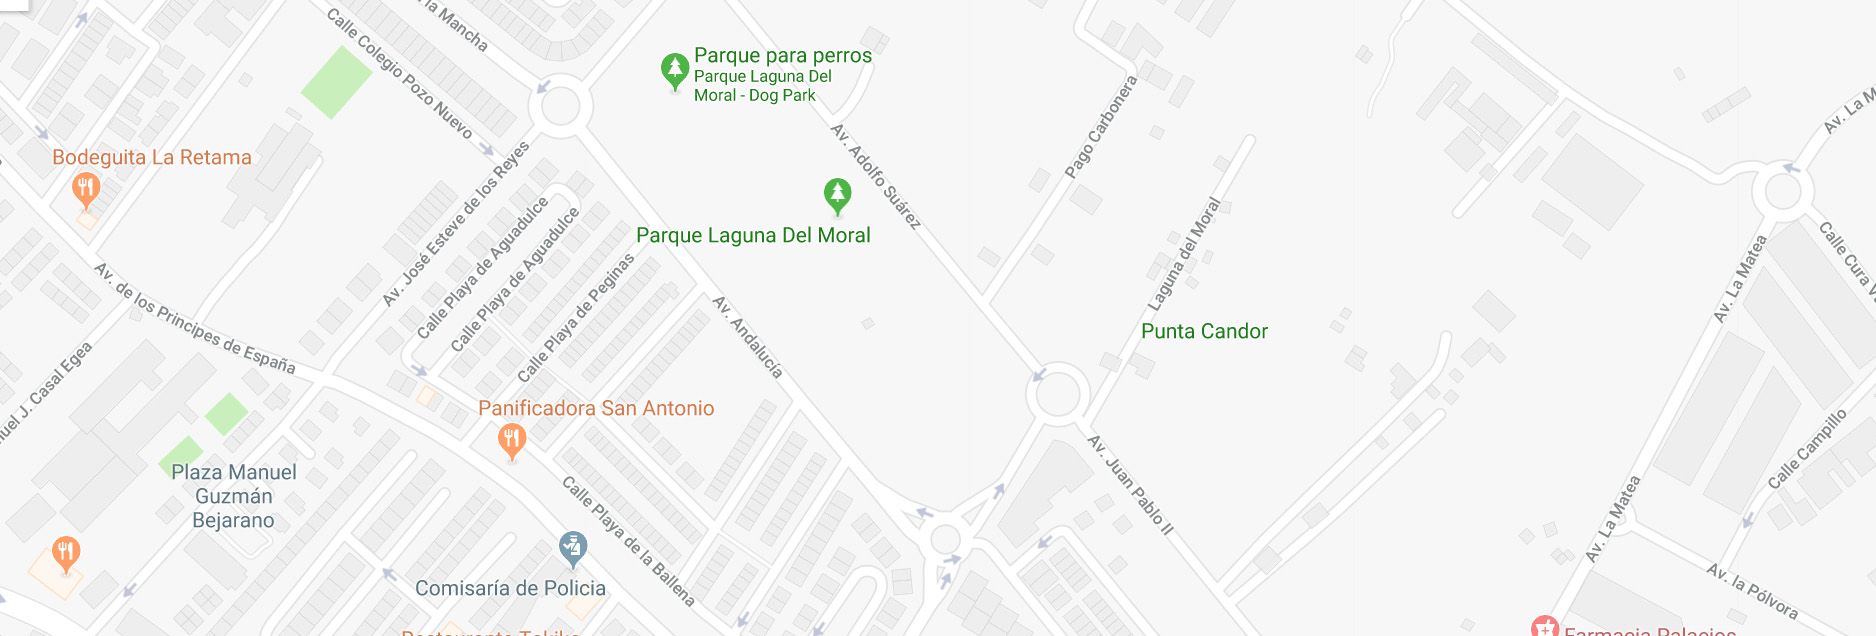 la Mancha
Calle Colegio Pozo Nuevo
Parque para perros
Parque Laguna Del
Moral - Dog Park
Av. Adolfo Suárez
Pago Carbonera
Av. La M
Bodeguita La Retama
Av. José Esteve de los Reyes
Calle Playa de Aguadulce
Calle Playa de Aguadulce
Calle Playa de Peginas
Parque Laguna Del Moral
Laguna del Moral
Av. La Matea
Calle Cura V
Av. de los Principes de España
Av. Andalucía
Punta Candor
nuel J. Casal Egea
Panificadora San Antonio
Plaza Manuel
Guzmán
Bejarano
Calle Playa de la Ballena
Av. Juan Pablo II
Calle Campillo
Av. La Matea
Comisaría de Policia
Av. la Pólvora
Farmacia Palacios